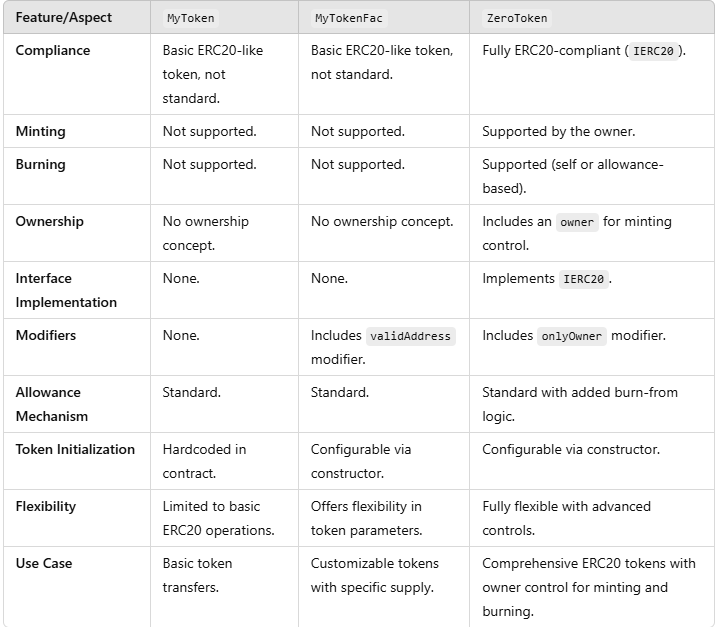 Feature/Aspect MyToken MyTokenFac ZeroToken
Compliance Basic ERC20-like Basic ERC20-like token, Fully ERC20-compliant ( IERC20 ).
token, not not standard.
standard.
Minting Not supported. Not supported. Supported by the owner.
Burning Not supported. Not supported. Supported (self or allowance-
based).
Ownership No ownership No ownership concept. Includes an owner for minting
concept. control.
Interface None. None. Implements IERC20 .
Implementation
Modifiers None. Includes validAddress Includes onlyOwner modifier.
modifier.
Allowance Standard. Standard. Standard with added burn-from
Mechanism logic.
Token Initialization Hardcoded in Configurable via Configurable via constructor.
contract. constructor.
Flexibility Limited to basic Offers flexibility in Fully flexible with advanced
ERC20 operations. token parameters. controls.
Use Case Basic token Customizable tokens Comprehensive ERC20 tokens with
transfers. with specific supply. owner control for minting and
burning.